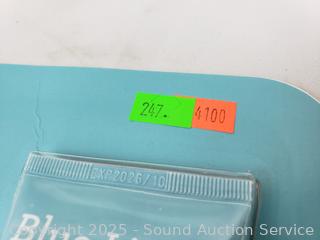 247. 4100
EXP2026/10
Copyright 2025 - Sound Auction Service